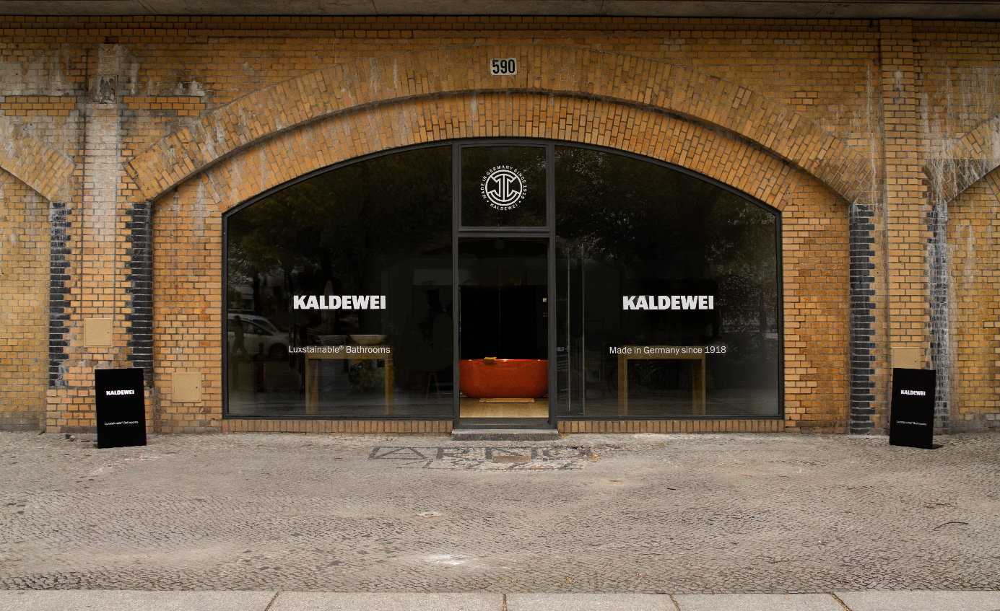 590
MADE IN GERMANY SINCE 1918 • KALDEWEI •
KALDEWEI
Luxstainable® Bathrooms
KALDEWEI
Made in Germany since 1918
KALDEWEI
Luxstainable® Bathrooms
KALDEWEI
Luxstainable® Bathrooms